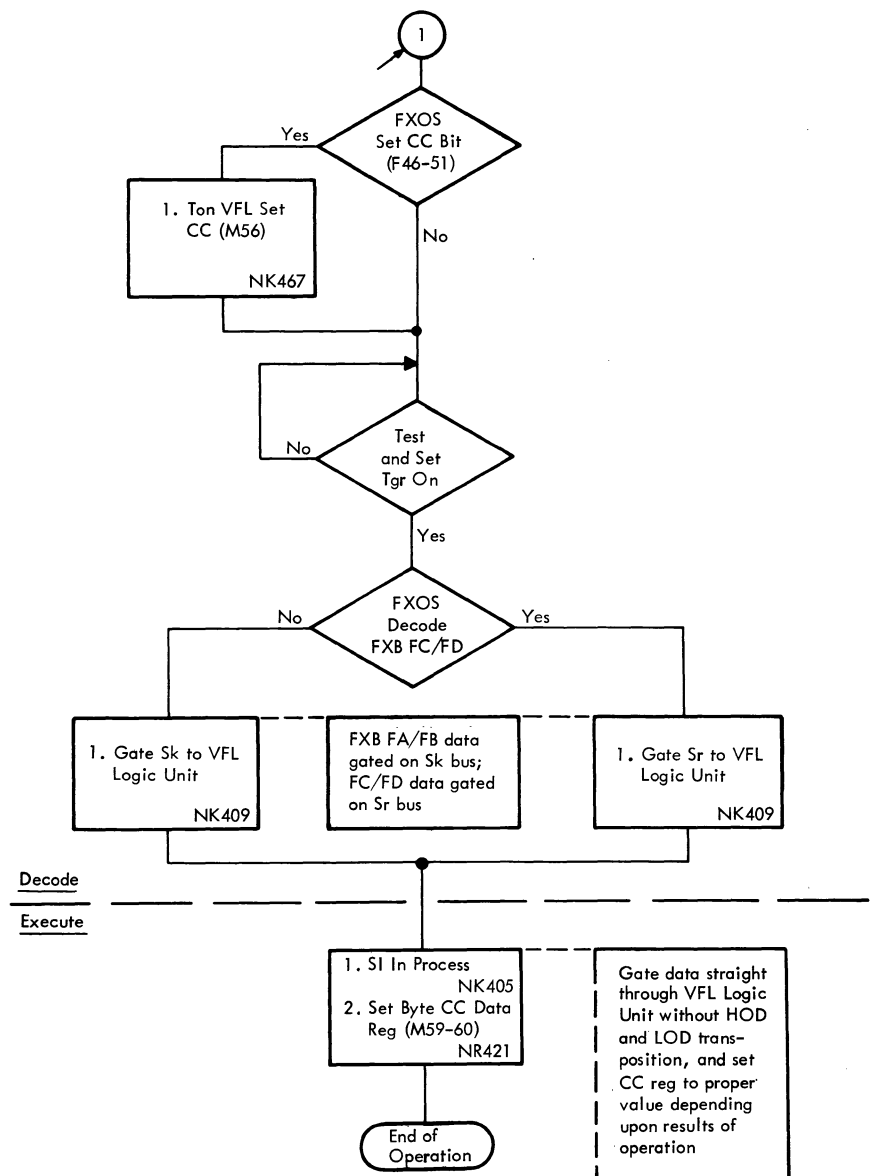 1
FXOS
Set CC Bit
(F46-51)
Yes
No
1. Ton VFL Set
CC (M56)
NK467
Test
and Set
Tgr On
No
Yes
FXOS
Decode
FXB FC/FD
No
Yes
1. Gate Sk to VFL
Logic Unit
NK409
FXB FA/FB data
gated on Sk bus;
FC/FD data gated
on Sr bus
1. Gate Sr to VFL
Logic Unit
NK409
Decode
Execute
1. SI In Process
NK405
2. Set Byte CC Data
Reg (M59-60)
NR421
Gate data straight
through VFL Logic
Unit without HOD
and LOD trans-
position, and set
CC reg to proper
value depending
upon results of
operation
End of
Operation